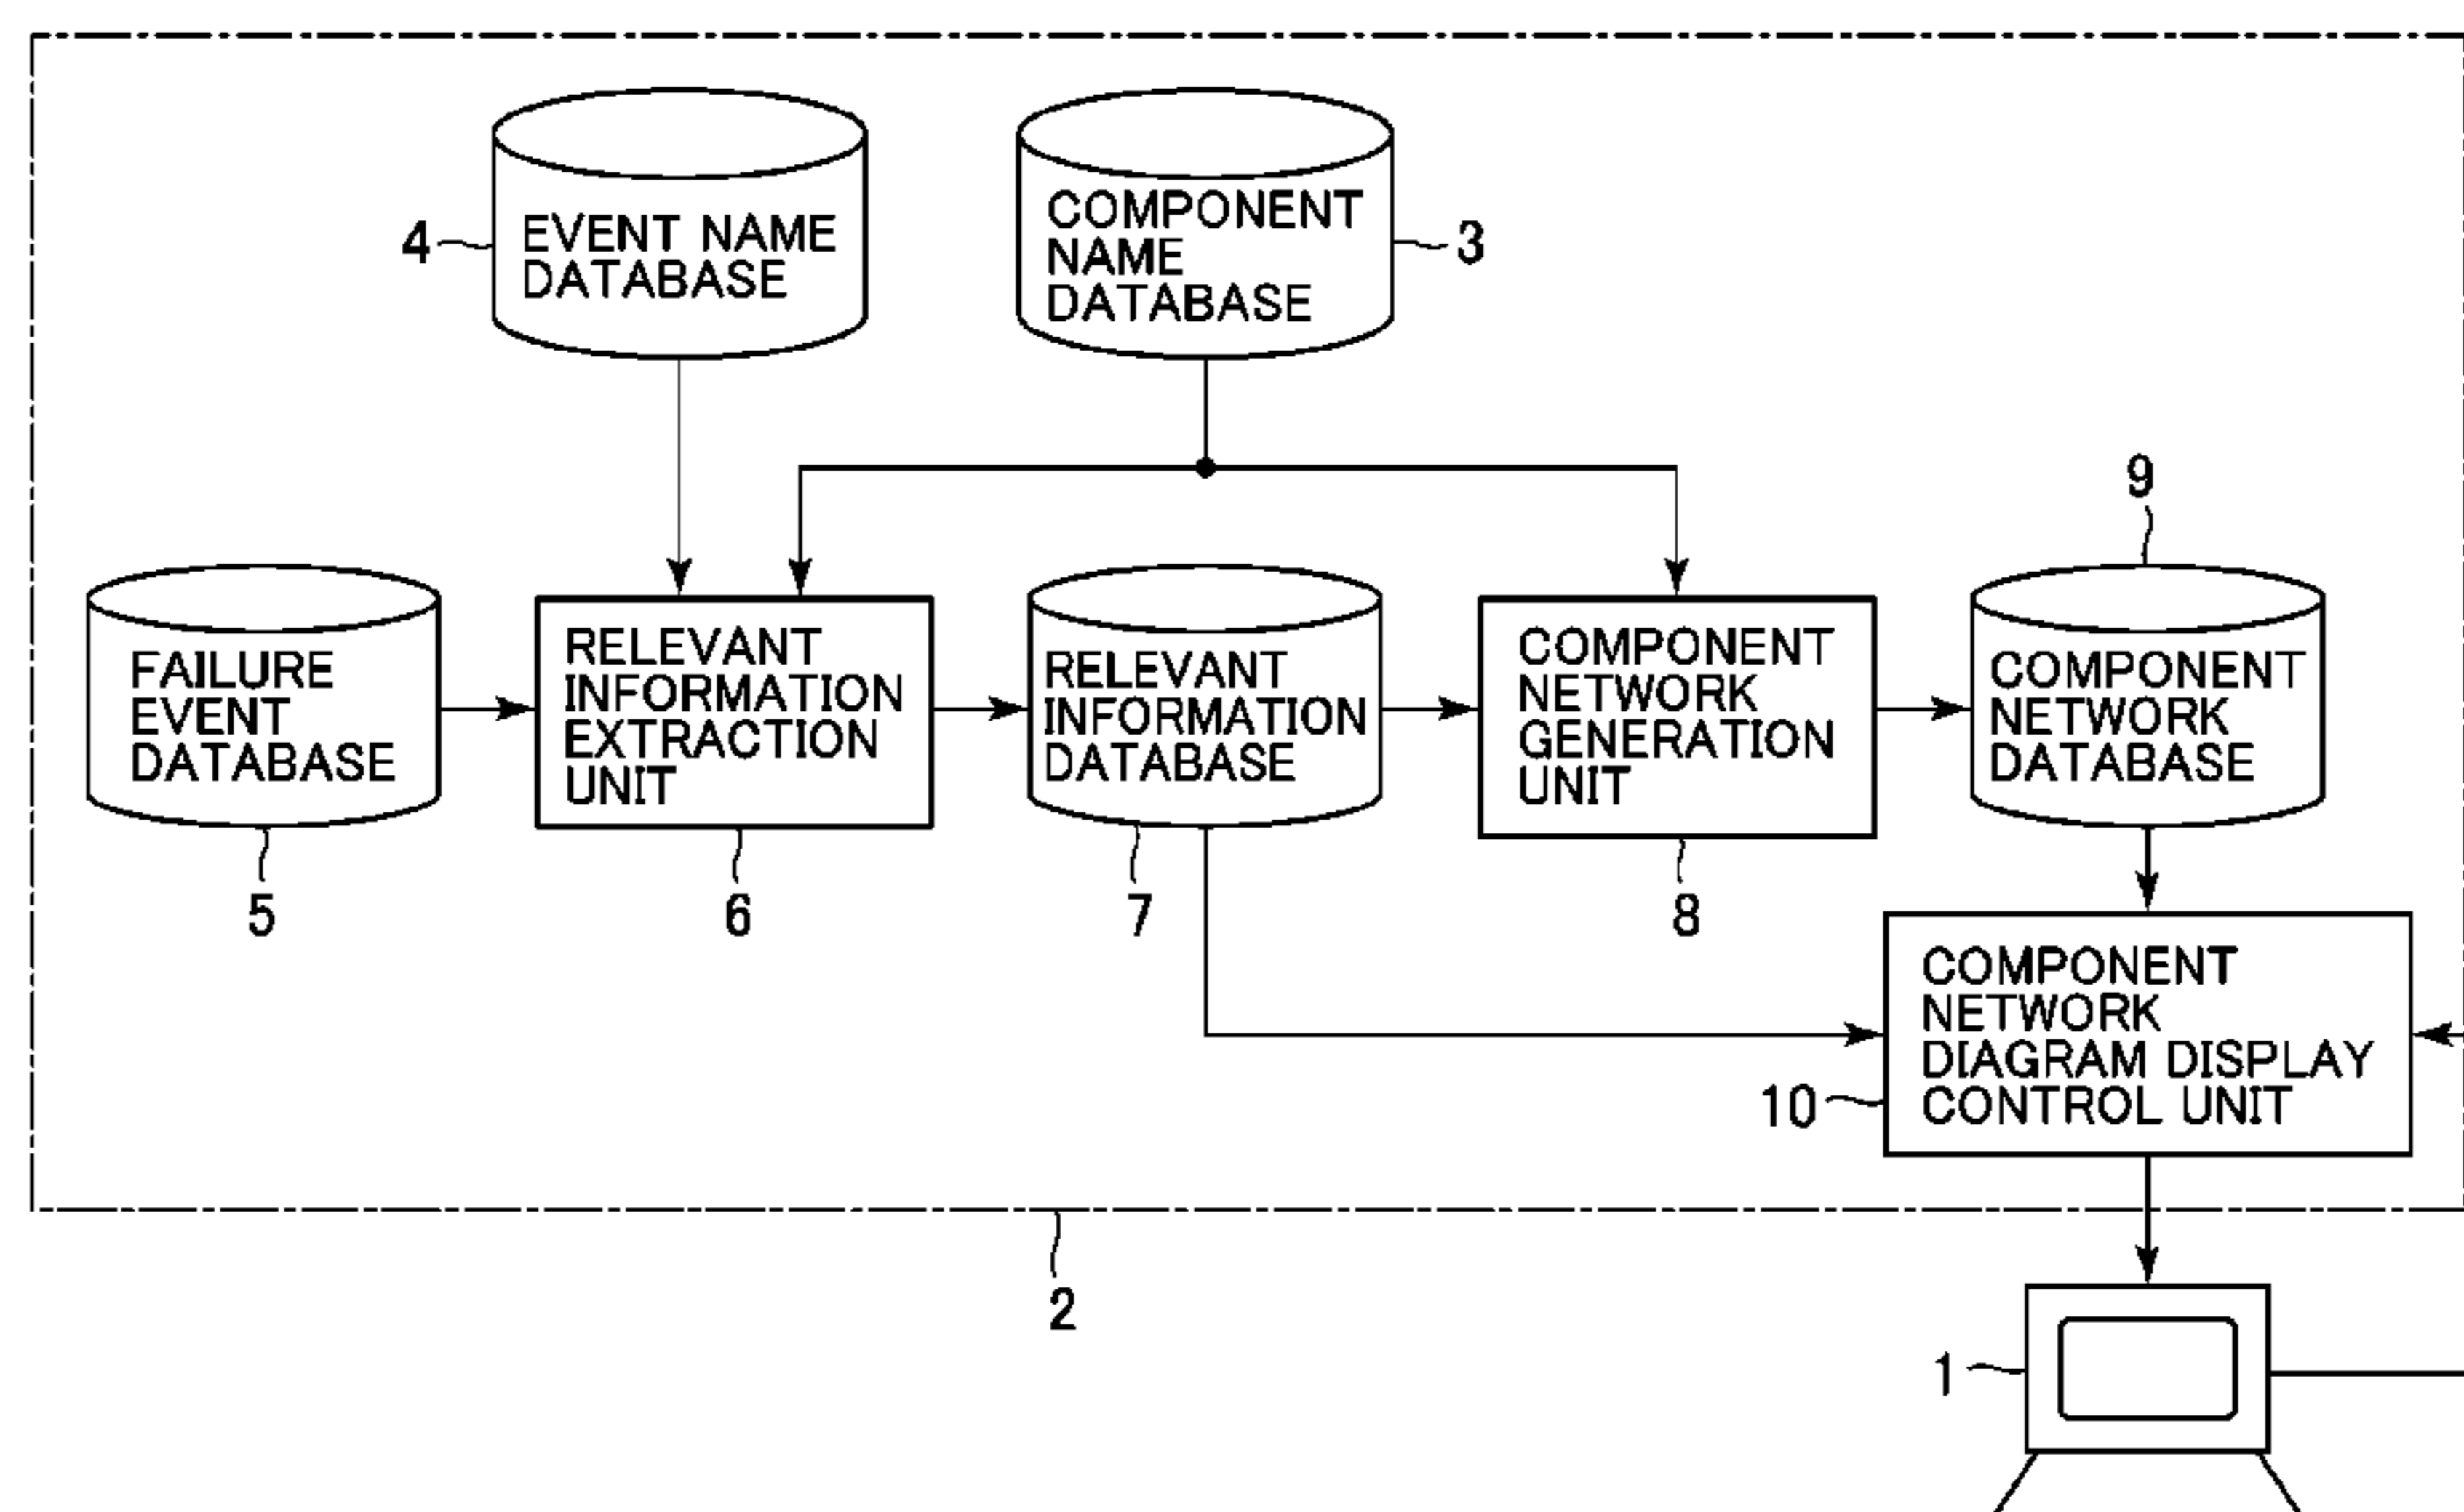 4
EVENT NAME
DATABASE
COMPONENT
NAME
DATABASE
3
9
FAILURE
EVENT
DATABASE
RELEVANT
INFORMATION
EXTRACTION
UNIT
RELEVANT
INFORMATION
DATABASE
COMPONENT
NETWORK
GENERATION
UNIT
COMPONENT
NETWORK
DATABASE
5
6
7
8
COMPONENT
NETWORK
DIAGRAM DISPLAY
CONTROL UNIT
10
2
1